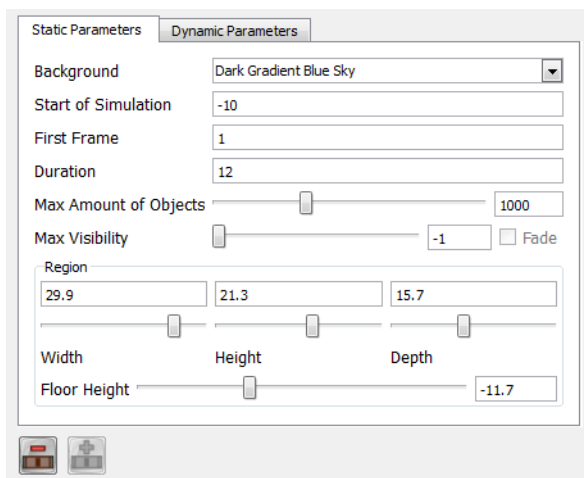 Static Parameters Dynamic Parameters
Background Dark Gradient Blue Sky
Start of Simulation -10
First Frame 1
Duration 12
Max Amount of Objects 1000
Max Visibility -1 Fade
Region
29.9 21.3 15.7
Width Height Depth
Floor Height -11.7